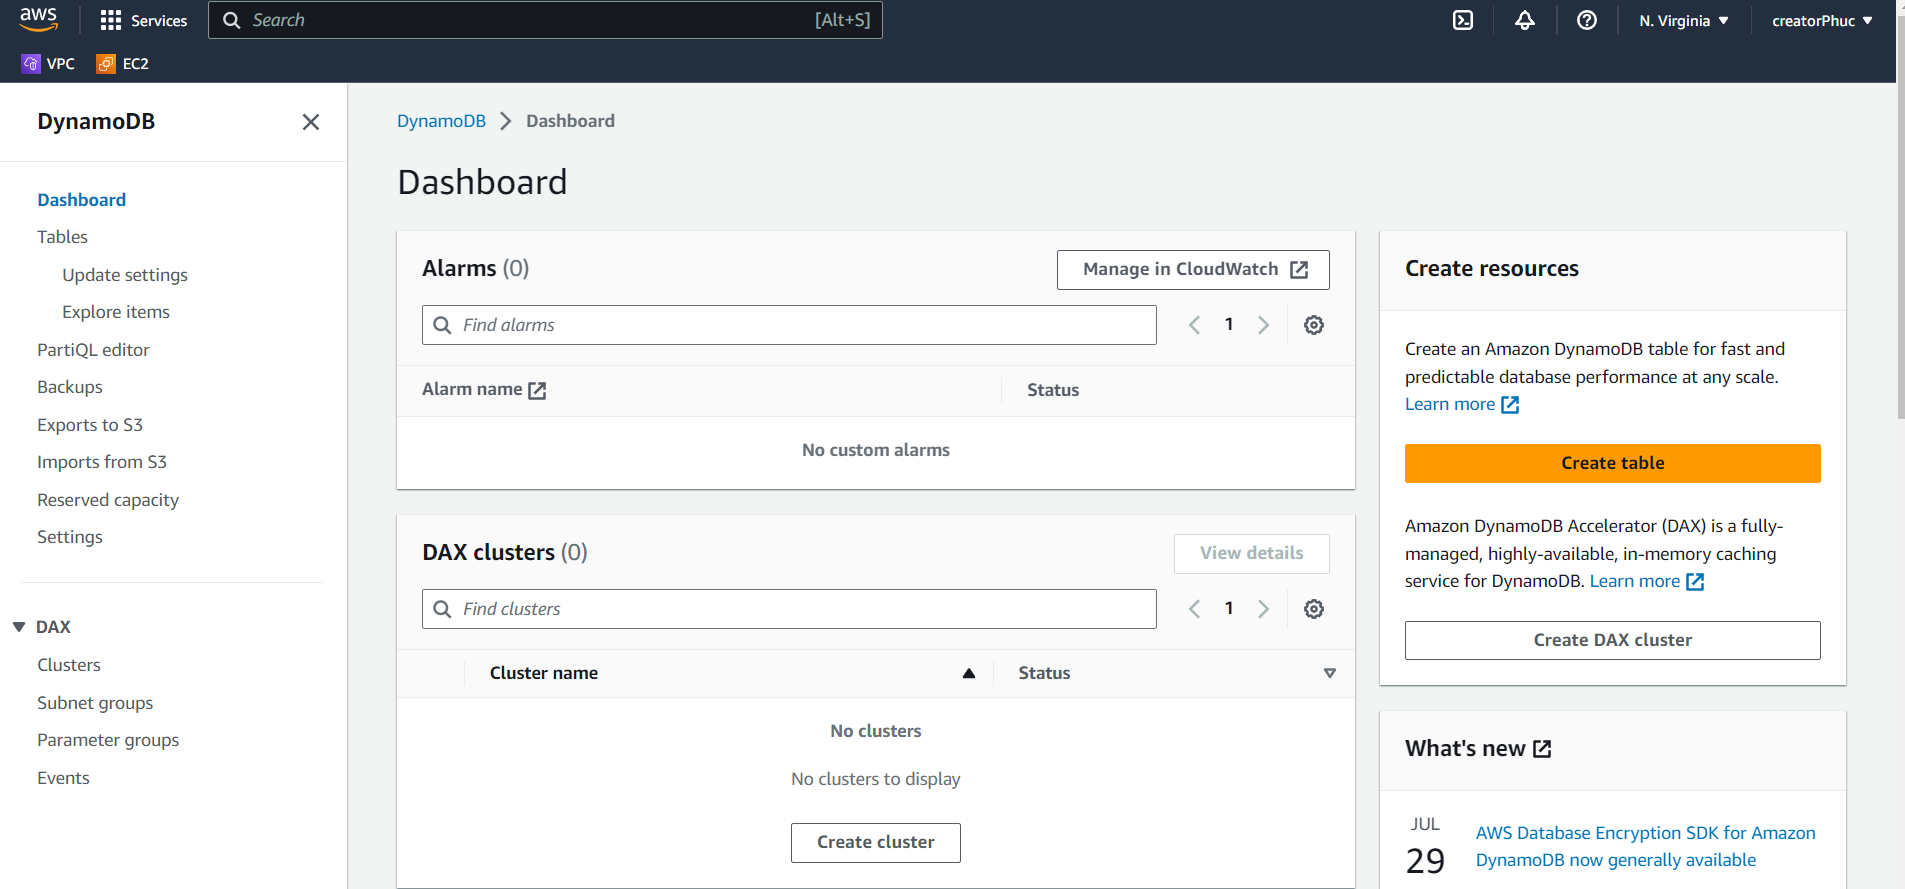 aws
Services
Search
[Alt+S]
N. Virginia
creatorPhuc
VPC
EC2
DynamoDB
Dashboard
Tables
Update settings
Explore items
PartiQL editor
Backups
Exports to S3
Imports from S3
Reserved capacity
Settings
DAX
Clusters
Subnet groups
Parameter groups
Events
DynamoDB
Dashboard
Dashboard
Alarms (0)
Manage in CloudWatch
Find alarms
1
Alarm name
Status
No custom alarms
DAX clusters (0)
View details
Find clusters
1
Cluster name
Status
No clusters
No clusters to display
Create cluster
Create resources
Create an Amazon DynamoDB table for fast and
predictable database performance at any scale.
Learn more
Create table
Amazon DynamoDB Accelerator (DAX) is a fully-
managed, highly-available, in-memory caching
service for DynamoDB. Learn more
Create DAX cluster
What's new
JUL
29
AWS Database Encryption SDK for Amazon
DynamoDB now generally available